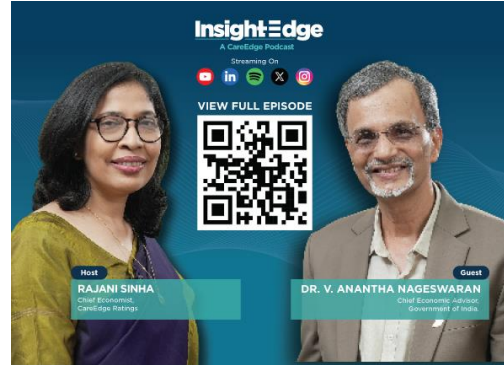 InsightEdge
A CareEdge Podcast
Streaming On
VIEW FULL EPISODE
Host
RAJANI SINHA
Chief Economist,
CareEdge Ratings
Guest
DR. V. ANANTHA NAGESWARAN
Chief Economic Advisor,
Government of India.